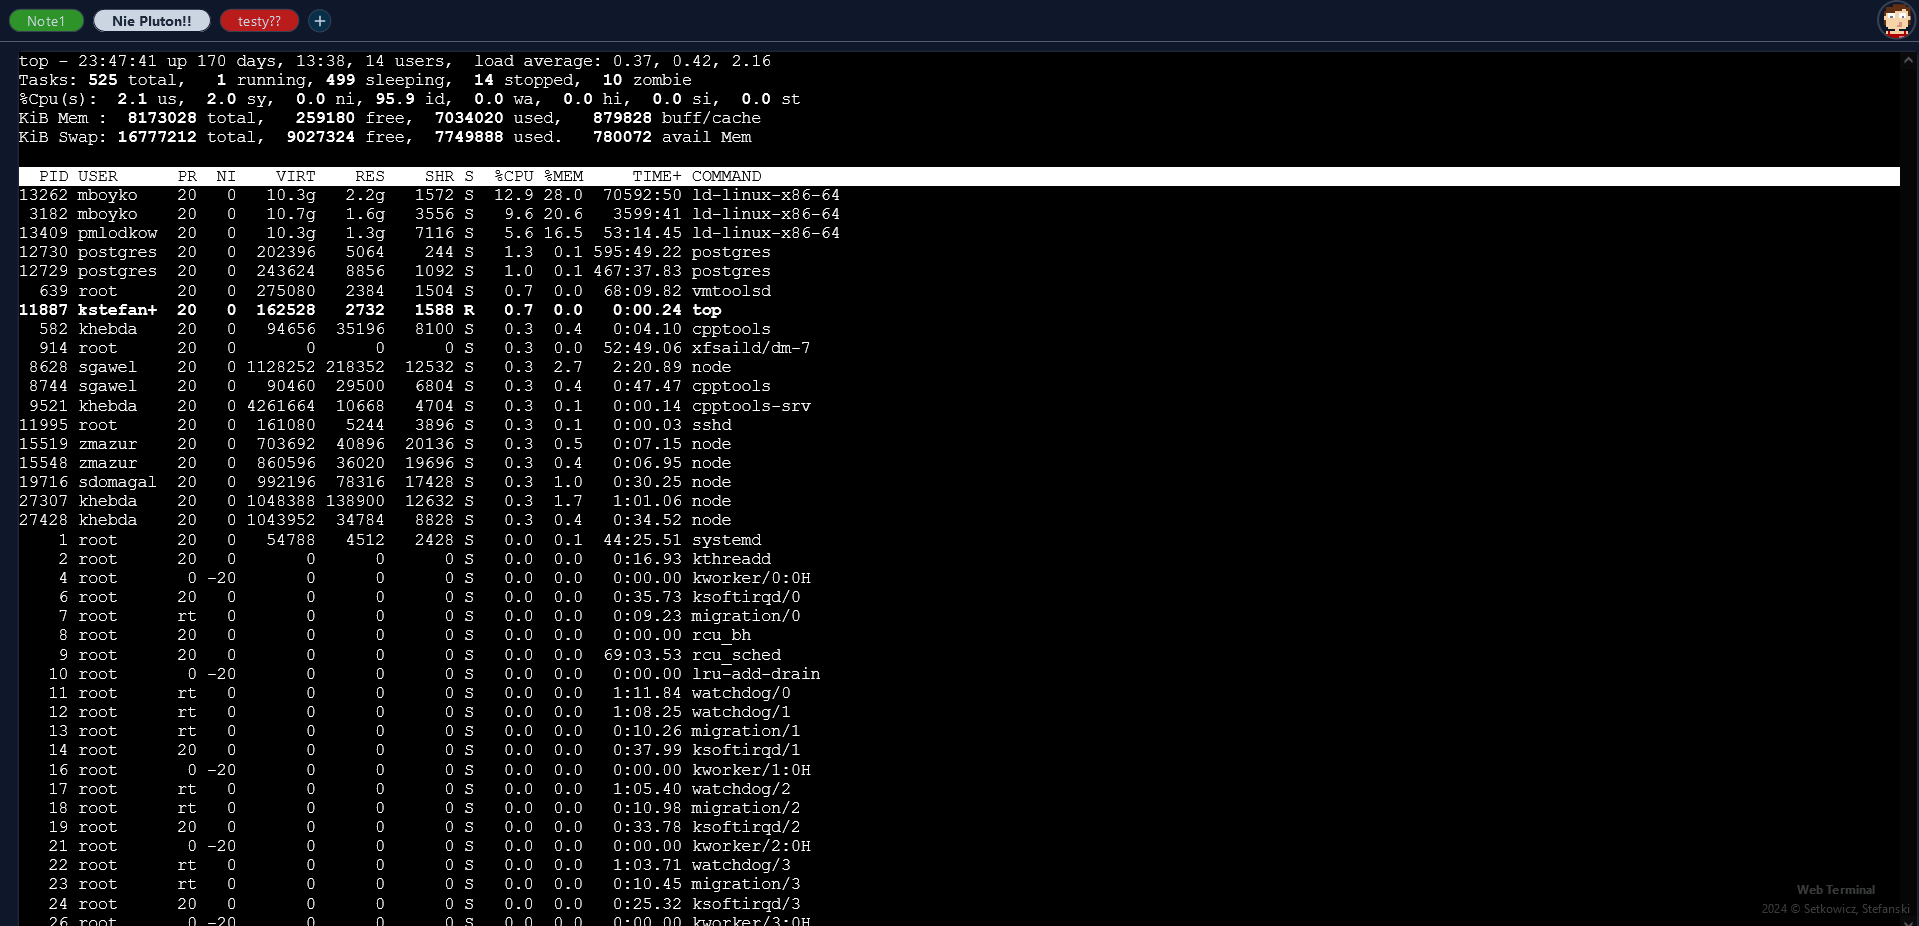 Note1 Nie Pluton!! testy?? +
top - 23:47:41 up 170 days, 13:38, 14 users,  load average: 0.37, 0.42, 2.16
Tasks: 525 total,   1 running, 499 sleeping,  14 stopped,  10 zombie
%Cpu(s):  2.1 us,  2.0 sy,  0.0 ni, 95.9 id,  0.0 wa,  0.0 hi,  0.0 si,  0.0 st
KiB Mem :  8173028 total,   259180 free,  7034020 used,   879828 buff/cache
KiB Swap: 16777212 total,  9027324 free,  7749888 used.   780072 avail Mem
  PID USER      PR  NI    VIRT    RES    SHR S  %CPU %MEM     TIME+ COMMAND
13262 mboyko    20   0   10.3g   2.2g   1572 S  12.9 28.0  70592:50 ld-linux-x86-64
 3182 mboyko    20   0   10.7g   1.6g   3556 S   9.6 20.6   3599:41 ld-linux-x86-64
13409 pmlodkow  20   0   10.3g   1.3g   7116 S   5.6 16.5  53:14.45 ld-linux-x86-64
12730 postgres  20   0  202396   5064    244 S   1.3  0.1 595:49.22 postgres
12729 postgres  20   0  243624   8856   1092 S   1.0  0.1 467:37.83 postgres
  639 root      20   0  275080   2384   1504 S   0.7  0.0  68:09.82 vmtoolsd
11887 kstefan+  20   0  162528   2732   1588 R   0.7  0.0   0:00.24 top
  582 khebda    20   0   94656  35196   8100 S   0.3  0.4   0:04.10 cpptools
  914 root      20   0       0      0      0 S   0.3  0.0  52:49.06 xfsaild/dm-7
 8628 sgawel    20   0 1128252 218352  12532 S   0.3  2.7   2:20.89 node
 8744 sgawel    20   0   90460  29500   6804 S   0.3  0.4   0:47.47 cpptools
 9521 khebda    20   0 4261664  10668   4704 S   0.3  0.1   0:00.14 cpptools-srv
11995 root      20   0  161080   5244   3896 S   0.3  0.1   0:00.03 sshd
15519 zmazur    20   0  703692  40896  20136 S   0.3  0.5   0:07.15 node
15548 zmazur    20   0  860596  36020  19696 S   0.3  0.4   0:06.95 node
19716 sdomagal  20   0  992196  78316  17428 S   0.3  1.0   0:30.25 node
27307 khebda    20   0 1048388 138900  12632 S   0.3  1.7   1:01.06 node
27428 khebda    20   0 1043952  34784   8828 S   0.3  0.4   0:34.52 node
    1 root      20   0   54788   4512   2428 S   0.0  0.1  44:25.51 systemd
    2 root      20   0       0      0      0 S   0.0  0.0   0:16.93 kthreadd
    4 root       0 -20       0      0      0 S   0.0  0.0   0:00.00 kworker/0:0H
    6 root      20   0       0      0      0 S   0.0  0.0   0:35.73 ksoftirqd/0
    7 root      rt   0       0      0      0 S   0.0  0.0   0:09.23 migration/0
    8 root      20   0       0      0      0 S   0.0  0.0   0:00.00 rcu_bh
    9 root      20   0       0      0      0 S   0.0  0.0  69:03.53 rcu_sched
   10 root       0 -20       0      0      0 S   0.0  0.0   0:00.00 lru-add-drain
   11 root      rt   0       0      0      0 S   0.0  0.0   1:11.84 watchdog/0
   12 root      rt   0       0      0      0 S   0.0  0.0   1:08.25 watchdog/1
   13 root      rt   0       0      0      0 S   0.0  0.0   0:10.26 migration/1
   14 root      20   0       0      0      0 S   0.0  0.0   0:37.99 ksoftirqd/1
   16 root       0 -20       0      0      0 S   0.0  0.0   0:00.00 kworker/1:0H
   17 root      rt   0       0      0      0 S   0.0  0.0   1:05.40 watchdog/2
   18 root      rt   0       0      0      0 S   0.0  0.0   0:10.98 migration/2
   19 root      20   0       0      0      0 S   0.0  0.0   0:33.78 ksoftirqd/2
   21 root       0 -20       0      0      0 S   0.0  0.0   0:00.00 kworker/2:0H
   22 root      rt   0       0      0      0 S   0.0  0.0   1:03.71 watchdog/3
   23 root      rt   0       0      0      0 S   0.0  0.0   0:10.45 migration/3
   24 root      20   0       0      0      0 S   0.0  0.0   0:25.32 ksoftirqd/3
   26 root       0 -20       0      0      0 S   0.0  0.0   0:00.00 kworker/3:0H
Web Terminal
2024 © Setkowicz, Stefanski